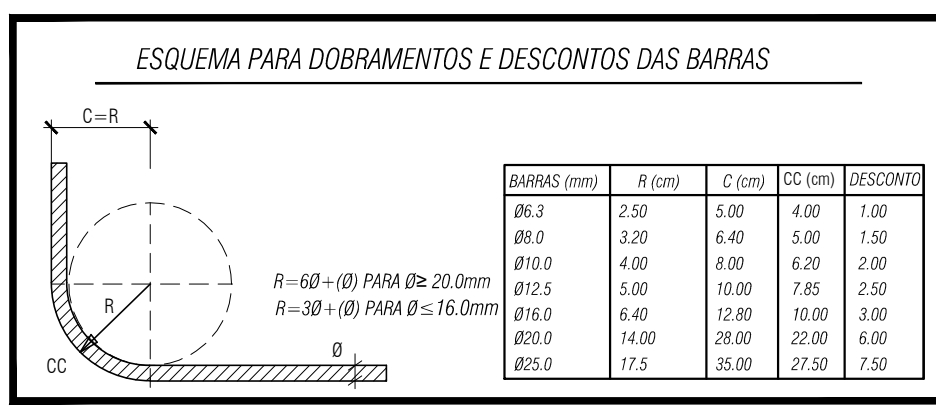 ESQUEMA PARA DOBRAMENTOS E DESCONTOS DAS BARRAS
C=R
R
CC
Ø
R=6Ø+(Ø) PARA Ø≥ 20.0mm
R=3Ø+(Ø) PARA Ø≤16.0mm
BARRAS (mm) R (cm) C (cm) CC (cm) DESCONTO
Ø6.3 2.50 5.00 4.00 1.00
Ø8.0 3.20 6.40 5.00 1.50
Ø10.0 4.00 8.00 6.20 2.00
Ø12.5 5.00 10.00 7.85 2.50
Ø16.0 6.40 12.80 10.00 3.00
Ø20.0 14.00 28.00 22.00 6.00
Ø25.0 17.5 35.00 27.50 7.50